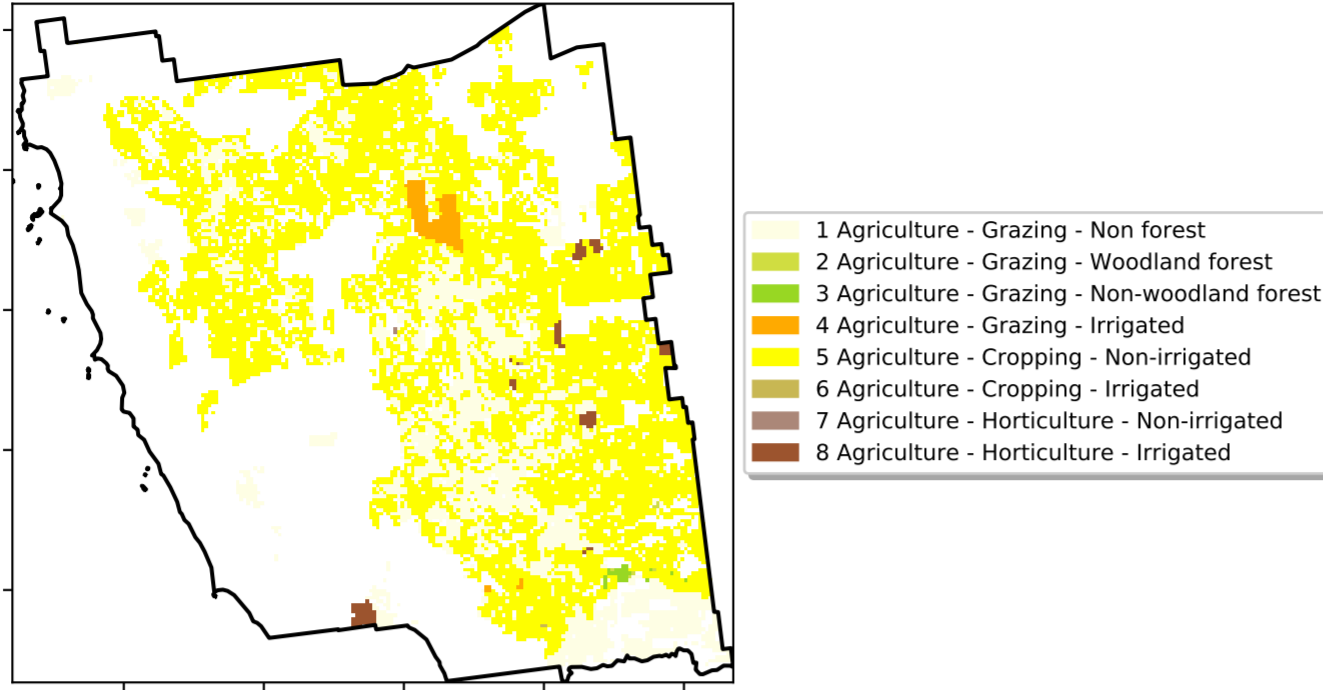 1 Agriculture - Grazing - Non forest
2 Agriculture - Grazing - Woodland forest
3 Agriculture - Grazing - Non-woodland forest
4 Agriculture - Grazing - Irrigated
5 Agriculture - Cropping - Non-irrigated
6 Agriculture - Cropping - Irrigated
7 Agriculture - Horticulture - Non-irrigated
8 Agriculture - Horticulture - Irrigated